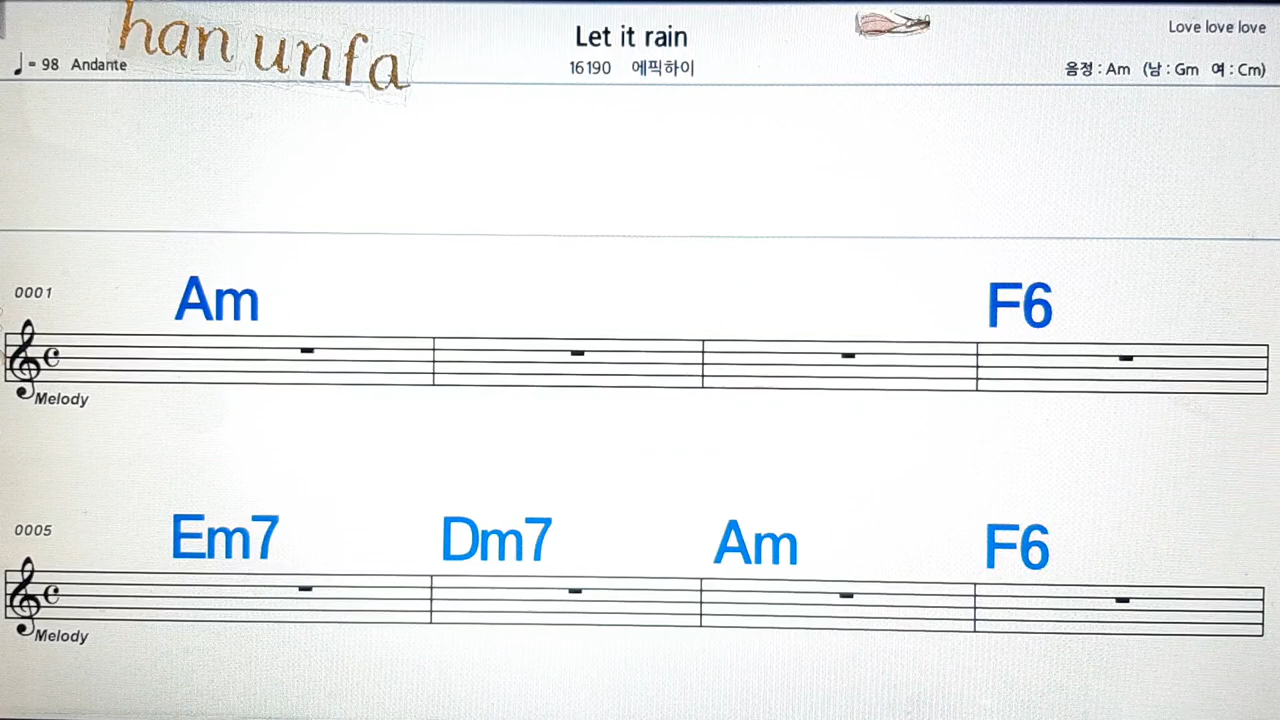 han unfa
Let it rain
Love love love
♩= 98 Andante
16190 에픽하이
음정 : Am (남 : Gm 여 : Cm)
0001
Am F6
Melody
0005
Em7 Dm7 Am F6
Melody